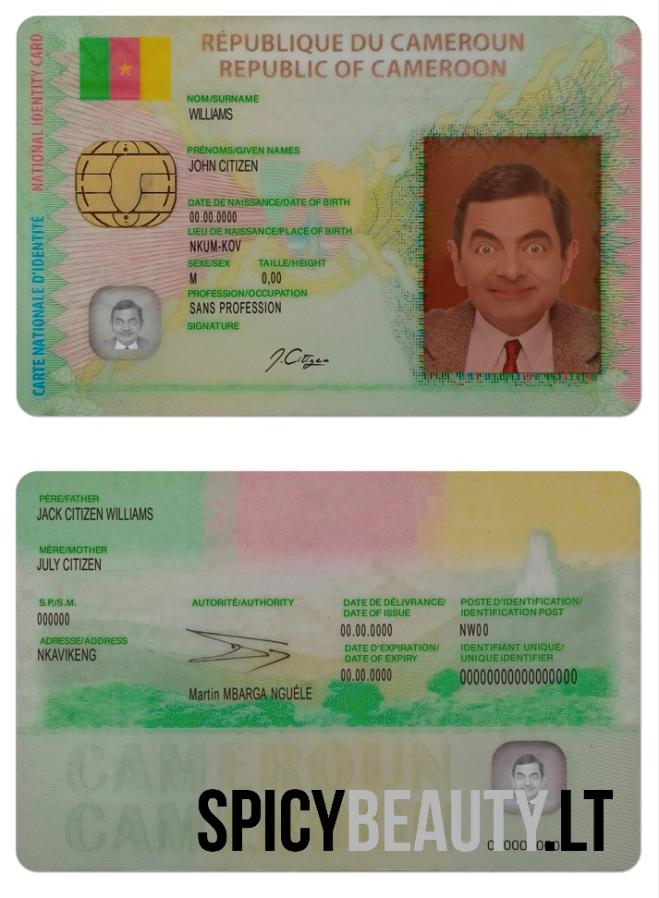 NATIONAL IDENTITY CARD
CARTE NATIONALE D'IDENTITÉ
RÉPUBLIQUE DU CAMEROUN
REPUBLIC OF CAMEROON
NOM/SURNAME
WILLIAMS
PRÉNOMS/GIVEN NAMES
JOHN CITIZEN
DATE DE NAISSANCE/DATE OF BIRTH
00.00.0000
LIEU DE NAISSANCE/PLACE OF BIRTH
NKUM-KOV
SEXE/SEX TAILLE/HEIGHT
M 0,00
PROFESSION/OCCUPATION
SANS PROFESSION
SIGNATURE
J.Citizen
PÈRE/FATHER
JACK CITIZEN WILLIAMS
MÈRE/MOTHER
JULY CITIZEN
S.P./S.M.
000000
ADRESSE/ADDRESS
NKAVIKENG
AUTORITÉ/AUTHORITY
Martin MBARGA NGUÉLE
DATE DE DÉLIVRANCE/
DATE OF ISSUE
00.00.0000
DATE D'EXPIRATION/
DATE OF EXPIRY
00.00.0000
POSTE D'IDENTIFICATION/
IDENTIFICATION POST
NW00
IDENTIFIANT UNIQUE/
UNIQUE IDENTIFIER
00000000000000000
CAMEROUN
SPICYBEAUTY.LT